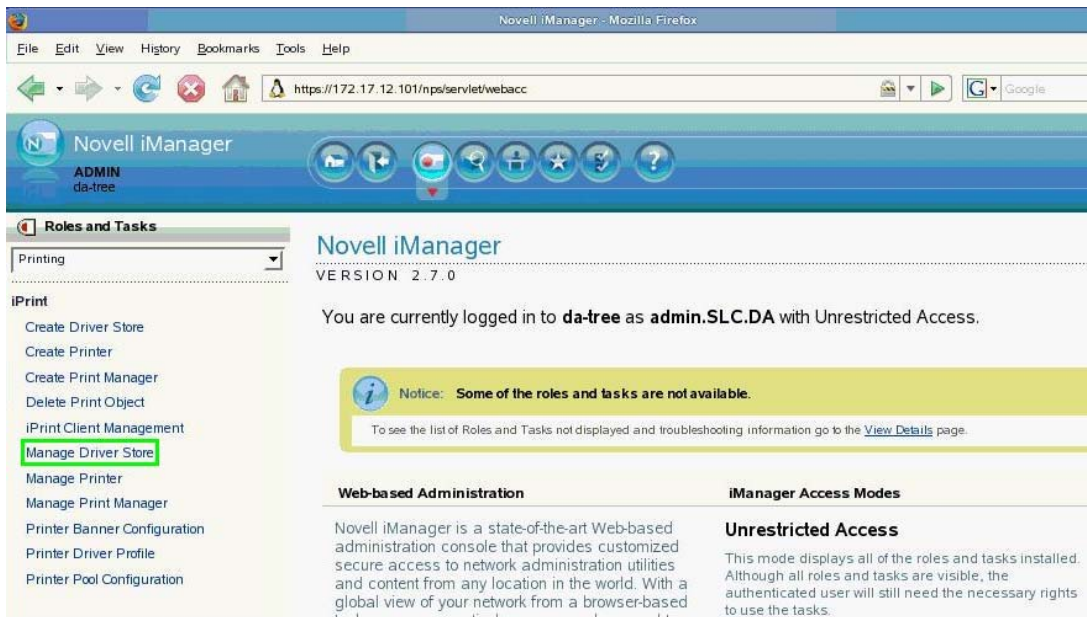 Novell iManager - Mozilla Firefox
File Edit View History Bookmarks Tools Help
https://172.17.12.101/nps/servlet/webacc
G Google
N
Novell iManager
ADMIN
da-tree
Roles and Tasks
Printing
iPrint
Create Driver Store
Create Printer
Create Print Manager
Delete Print Object
iPrint Client Management
Manage Driver Store
Manage Printer
Manage Print Manager
Printer Banner Configuration
Printer Driver Profile
Printer Pool Configuration
Novell iManager
VERSION 2.7.0
You are currently logged in to da-tree as admin.SLC.DA with Unrestricted Access.
Notice: Some of the roles and tasks are not available.
To see the list of Roles and Tasks not displayed and troubleshooting information go to the View Details page.
Web-based Administration
Novell iManager is a state-of-the-art Web-based
administration console that provides customized
secure access to network administration utilities
and content from any location in the world. With a
global view of your network from a browser-based
iManager Access Modes
Unrestricted Access
This mode displays all of the roles and tasks installed.
Although all roles and tasks are visible, the
authenticated user will still need the necessary rights
to use the tasks.